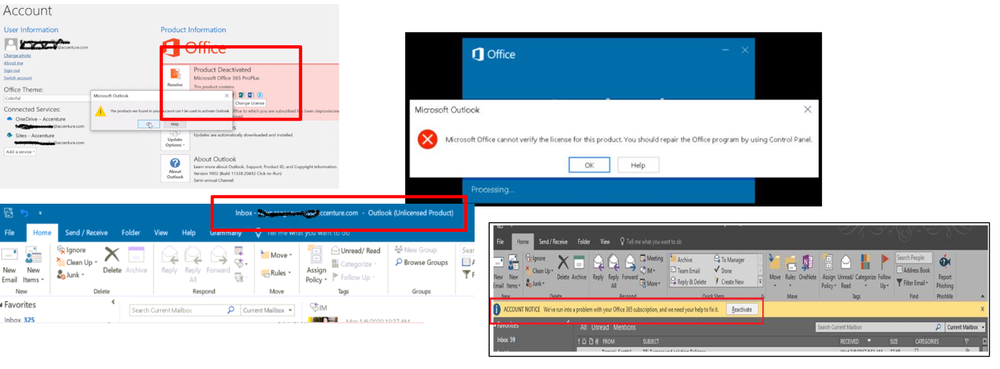 Account
User Information
@accenture.com
Change photo
About me
Sign out
Switch account
Office Theme:
Colorful
Connected Services:
OneDrive - Accenture
@accenture.com
Sites - Accenture
@accenture.com
Add a service
Product Information
Office
Product Deactivated
Microsoft Office 365 ProPlus
This product contains
Resolve
Change License
Office to which you are subscribed has been deprovisione
Microsoft Outlook
The products we found in your account can't be used to activate Outlook.
OK
Help
Update Options
Updates are automatically downloaded and installed.
About Outlook
About Outlook
Learn more about Outlook, Support, Product ID, and Copyright information.
Version 1902 (Build 11328.20492 Click-to-Run)
Semi-annual Channel
Office
Microsoft Outlook
Microsoft Office cannot verify the license for this product. You should repair the Office program by using Control Panel.
OK
Help
Processing...
Inbox - ccenture.com - Outlook (Unlicensed Product)
File Home Send / Receive Folder View Help Grammarly Tell me what you want to do
New Email
New Items
Ignore
Clean Up
Junk
Delete
Archive
Reply
Reply All
Forward
Move
Rules
Assign Policy
Unread/ Read
Categorize
Follow Up
New Group
Browse Groups
Sear
A
F
New Delete Respond Move Tags Groups
Favorites
Inbox 325
Search Current Mailbox
Current Mailbox
IM
Mon 1/6/2020 10:27 AM
File Home Send / Receive Folder View Tell me what you want to do
New Email
New Items
Ignore
Clean Up
Junk
Delete
Archive
Reply
Reply All
Forward
Meeting
IM
More
Archive
Team Email
Reply & Delete
To Manager
Done
Create New
Move
Rules
OneNote
Assign Policy
Unread/ Read
Categorize
Follow Up
Search People
Address Book
Filter Email
Report Phishing
New Delete Respond Quick Steps Move Tags Find PhishMe
ACCOUNT NOTICE We've run into a problem with your Office 365 subscription, and we need your help to fix it. Reactivate
Favorites
All Unread Mentions
Search Current Mailbox
Current Mailbox
Inbox 59
FROM SUBJECT RECEIVED SIZE CATEGORIES